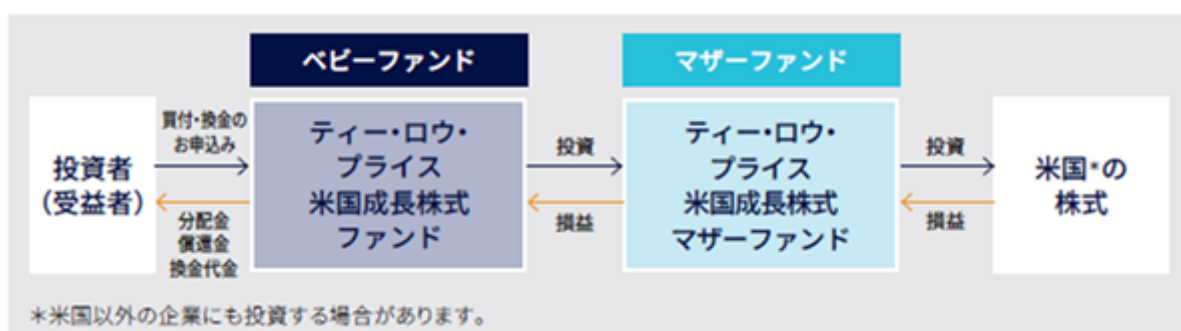 ベビーファンド
マザーファンド
投資者
（受益者）
買付・換金の
お申込み
分配金
償還金
換金代金
ティー・ロウ・
プライス
米国成長株式
ファンド
投資
損益
ティー・ロウ・
プライス
米国成長株式
マザーファンド
投資
損益
米国*の
株式
＊米国以外の企業にも投資する場合があります。